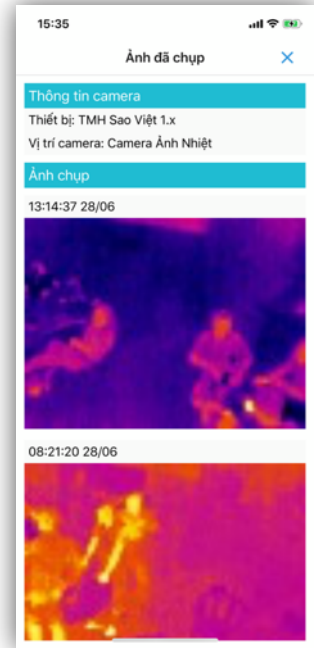 15:35
Ảnh đã chụp
Thông tin camera
Thiết bị: TMH Sao Việt 1.x
Vị trí camera: Camera Ảnh Nhiệt
Ảnh chụp
13:14:37 28/06
08:21:20 28/06